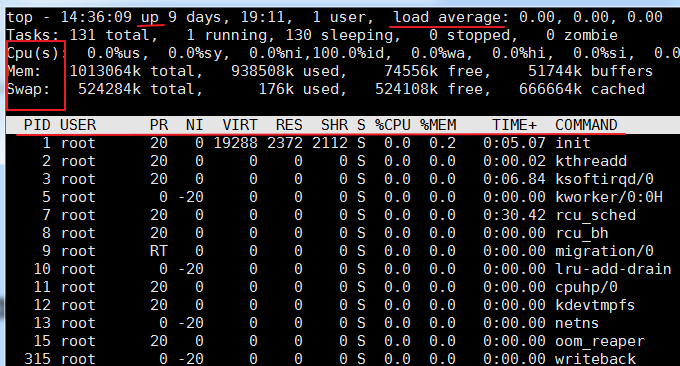 top - 14:36:09 up 9 days, 19:11,  1 user,  load average: 0.00, 0.00, 0.00
Tasks: 131 total,   1 running, 130 sleeping,   0 stopped,   0 zombie
Cpu(s):  0.0%us,  0.0%sy,  0.0%ni,100.0%id,  0.0%wa,  0.0%hi,  0.0%si,  0.0
Mem:   1013064k total,   938508k used,    74556k free,    51744k buffers
Swap:   524284k total,      176k used,   524108k free,   666664k cached
PID USER      PR  NI  VIRT  RES  SHR S %CPU %MEM    TIME+  COMMAND
1 root      20   0 19288 2372 2112 S  0.0  0.2   0:05.07 init
2 root      20   0     0    0    0 S  0.0  0.0   0:00.02 kthreadd
3 root      20   0     0    0    0 S  0.0  0.0   0:06.84 ksoftirqd/0
5 root       0 -20     0    0    0 S  0.0  0.0   0:00.00 kworker/0:0H
7 root      20   0     0    0    0 S  0.0  0.0   0:30.42 rcu_sched
8 root      20   0     0    0    0 S  0.0  0.0   0:00.00 rcu_bh
9 root      RT   0     0    0    0 S  0.0  0.0   0:00.00 migration/0
10 root       0 -20     0    0    0 S  0.0  0.0   0:00.00 lru-add-drain
11 root      20   0     0    0    0 S  0.0  0.0   0:00.00 cpuhp/0
12 root      20   0     0    0    0 S  0.0  0.0   0:00.00 kdevtmpfs
13 root       0 -20     0    0    0 S  0.0  0.0   0:00.00 netns
15 root      20   0     0    0    0 S  0.0  0.0   0:00.00 oom_reaper
315 root       0 -20     0    0    0 S  0.0  0.0   0:00.00 writeback